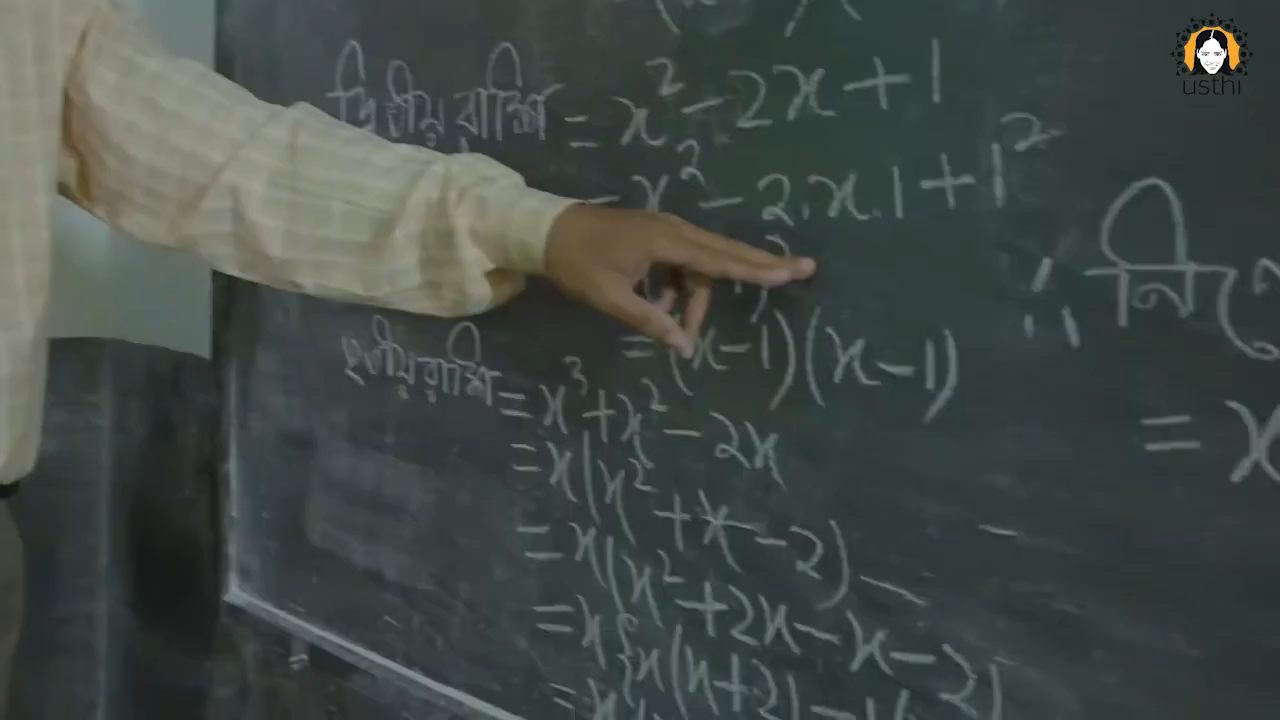 দ্বিতীয় রাশি = x² - 2x + 1
= x² - 2.x.1 + 1²
= (x-1)(x-1)
তৃতীয় রাশি = x³ + x² - 2x
= x(x² + x - 2)
= x(x² + 2x - x - 2)
= x{x(x+2) - 1(
∴ নির্ণে
= x
usthi